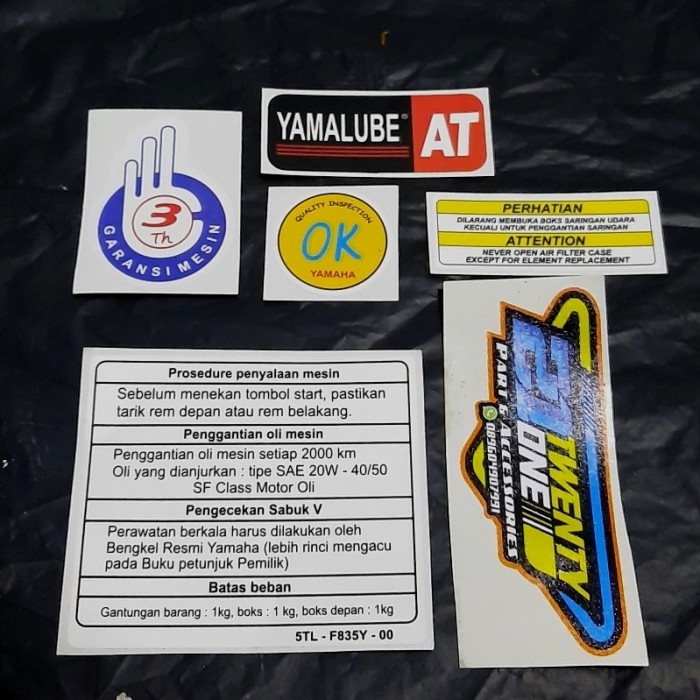 YAMALUBE® AT
3
Th
GARANSI MESIN
QUALITY INSPECTION
OK
YAMAHA
PERHATIAN
DILARANG MEMBUKA BOKS SARINGAN UDARA
KECUALI UNTUK PENGGANTIAN SARINGAN
ATTENTION
NEVER OPEN AIR FILTER CASE
EXCEPT FOR ELEMENT REPLACEMENT
Prosedure penyalaan mesin
Sebelum menekan tombol start, pastikan
tarik rem depan atau rem belakang.
Penggantian oli mesin
Penggantian oli mesin setiap 2000 km
Oli yang dianjurkan : tipe SAE 20W - 40/50
SF Class Motor Oli
Pengecekan Sabuk V
Perawatan berkala harus dilakukan oleh
Bengkel Resmi Yamaha (lebih rinci mengacu
pada Buku petunjuk Pemilik)
Batas beban
Gantungan barang : 1kg, boks : 1 kg, boks depan : 1kg
5TL - F835Y - 00
21
TWENTY
ONE
PART & ACCESSORIES
089604907991